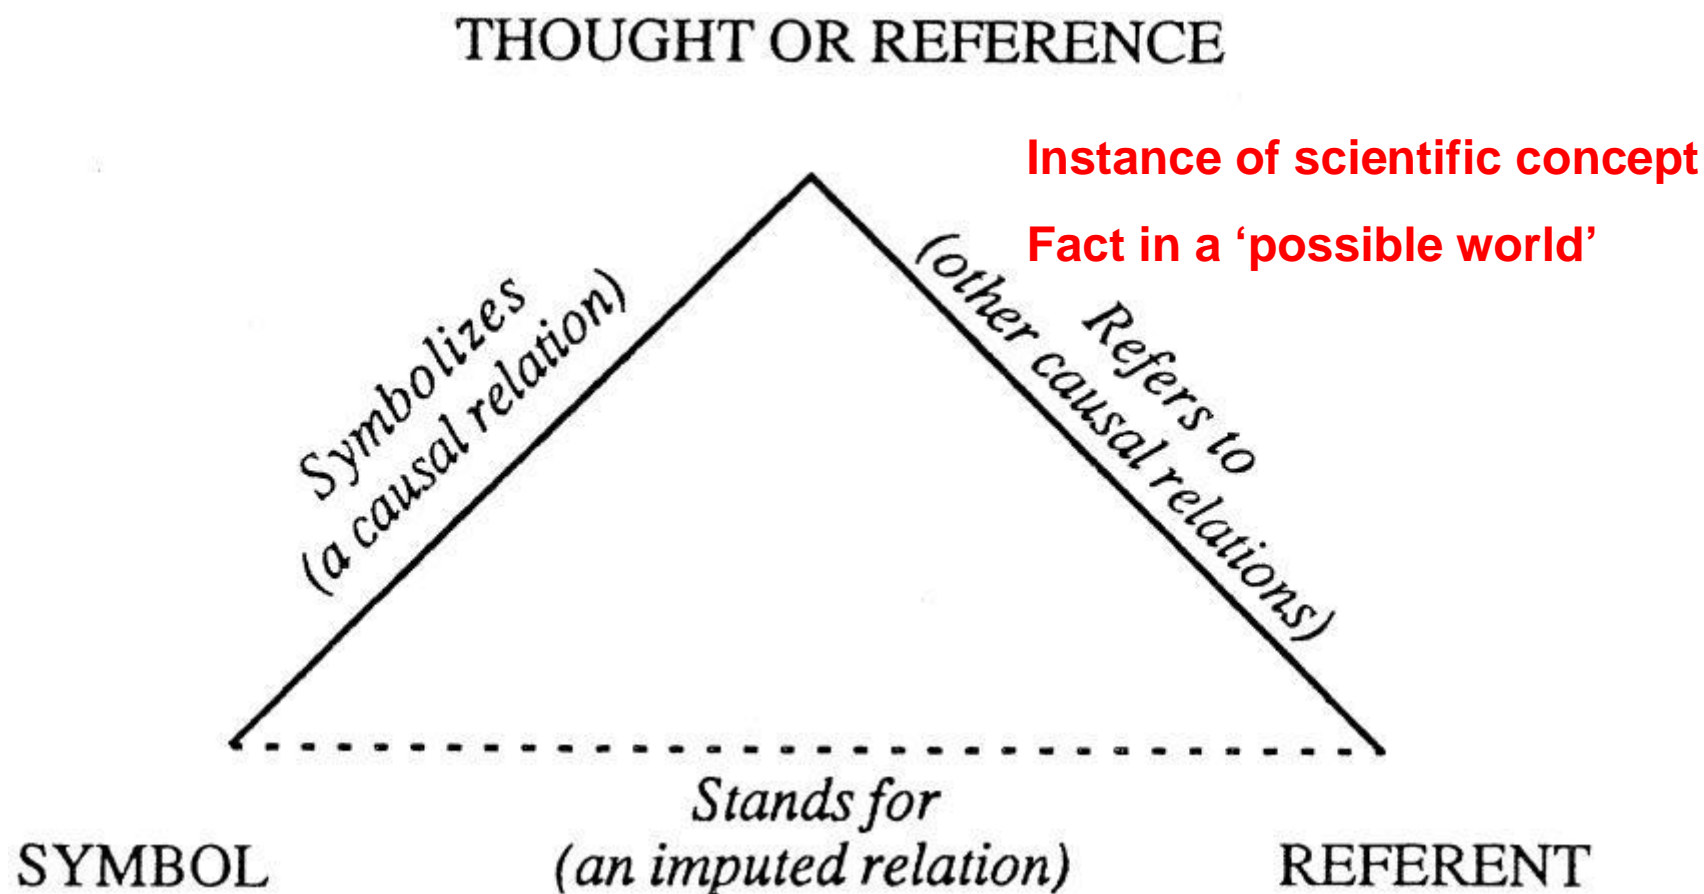 THOUGHT OR REFERENCE
Instance of scientific concept
Fact in a ‘possible world’
Symbolizes
(a causal relation)
Refers to
(other causal relations)
Stands for
(an imputed relation)
SYMBOL
REFERENT